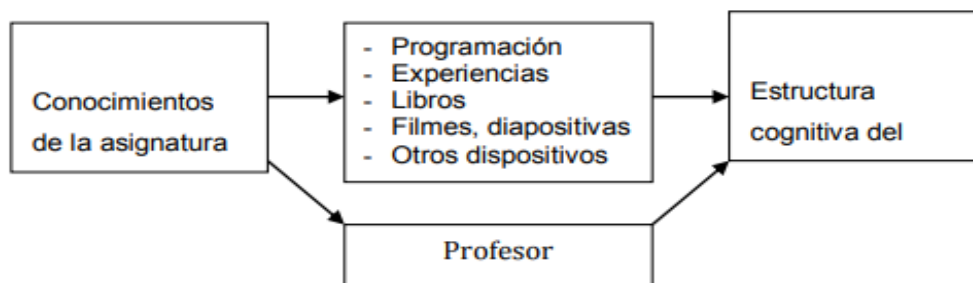 Conocimientos
de la asignatura
- Programación
- Experiencias
- Libros
- Filmes, diapositivas
- Otros dispositivos
Estructura
cognitiva del
Profesor